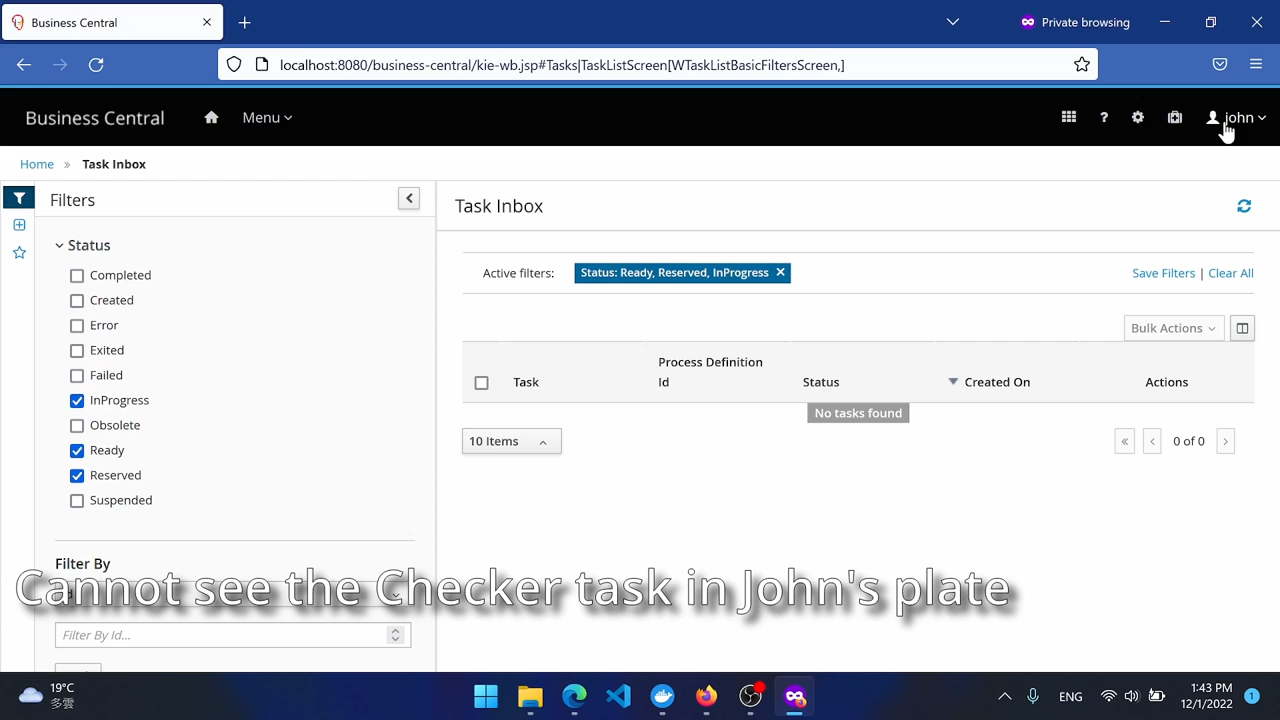 Business Central
Private browsing
localhost:8080/business-central/kie-wb.jsp#Tasks|TaskListScreen[WTaskListBasicFiltersScreen,]
Business Central
Menu
?
john
Home » Task Inbox
Filters
Status
Completed
Created
Error
Exited
Failed
InProgress
Obsolete
Ready
Reserved
Suspended
Filter By
Filter By Id...
Task Inbox
Active filters:
Status: Ready, Reserved, InProgress ×
Save Filters | Clear All
Bulk Actions
Task
Process Definition
Id
Status
Created On
Actions
No tasks found
10 Items
« ‹ 0 of 0 ›
Cannot see the Checker task in John's plate
19°C
多雲
ENG
1:43 PM
12/1/2022
1